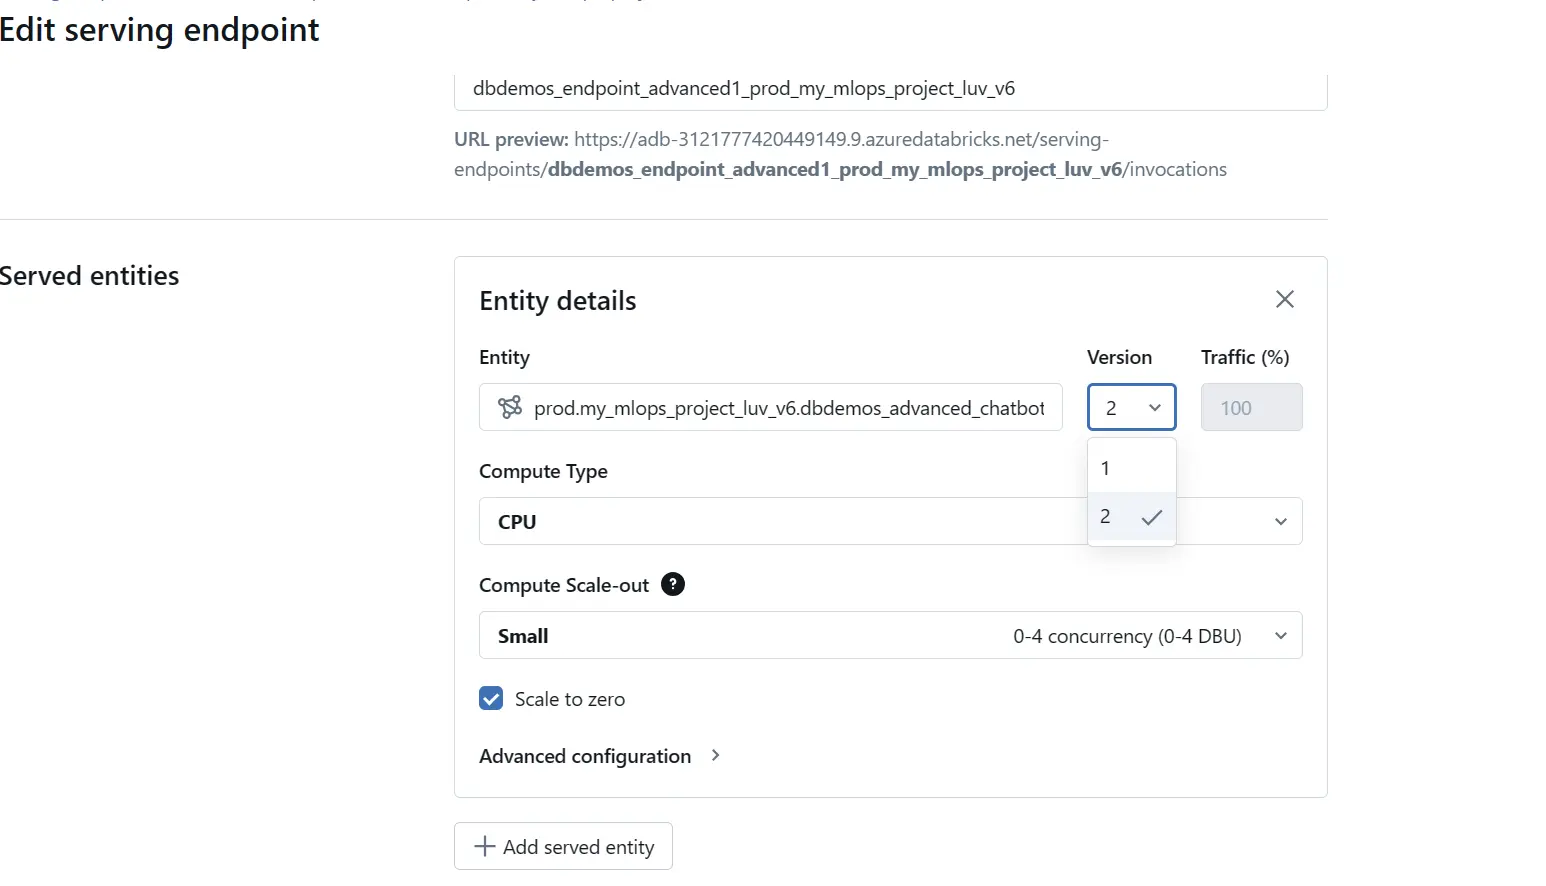 Edit serving endpoint
dbdemos_endpoint_advanced1_prod_my_mlops_project_luv_v6
URL preview: https://adb-3121777420449149.9.azuredatabricks.net/serving-
endpoints/dbdemos_endpoint_advanced1_prod_my_mlops_project_luv_v6/invocations
Served entities
Entity details
Entity Version Traffic (%)
prod.my_mlops_project_luv_v6.dbdemos_advanced_chatbot 2 100
1
Compute Type
2
CPU
Compute Scale-out ?
Small 0-4 concurrency (0-4 DBU)
Scale to zero
Advanced configuration
Add served entity